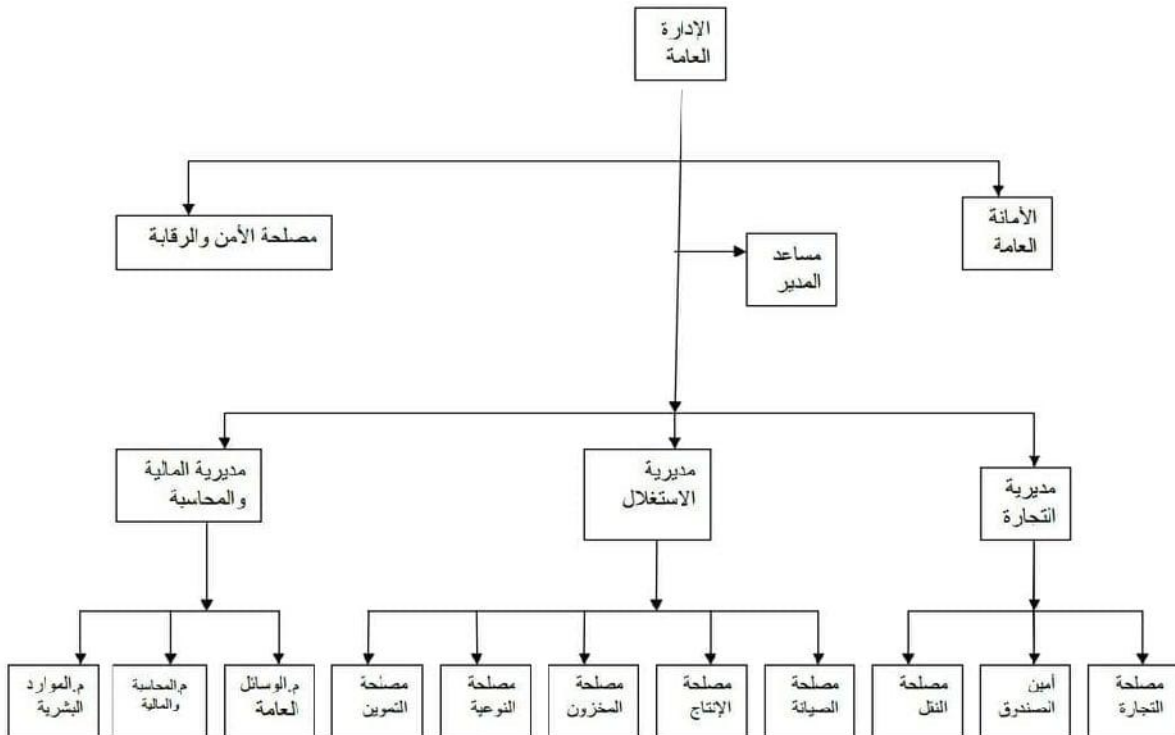 الإدارة
العامة
الأمانة
العامة
مصلحة الأمن والرقابة
مساعد
المدير
مديرية المالية
والمحاسبة
مديرية
الاستغلال
مديرية
التجارة
مصلحة
التجارة
أمين
الصندوق
مصلحة
النقل
مصلحة
الصيانة
مصلحة
الإنتاج
مصلحة
المخزون
مصلحة
النوعية
مصلحة
التموين
م.الوسائل
العامة
م.المحاسبة
والمالية
م.الموارد
البشرية